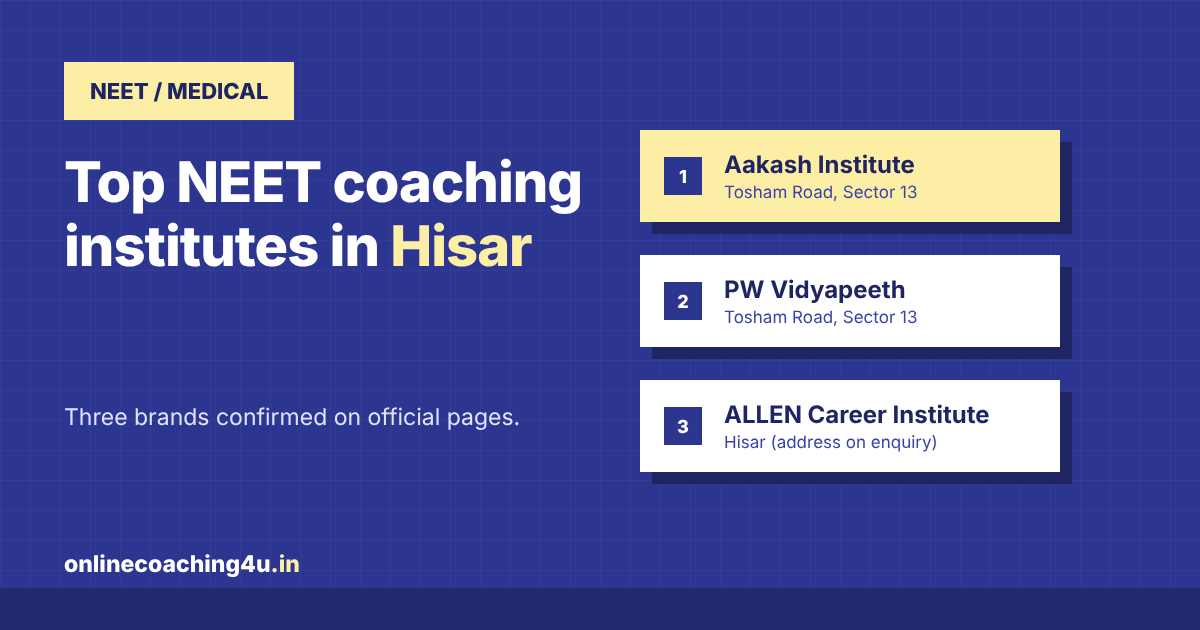 NEET / MEDICAL
Top NEET coaching
institutes in Hisar
Three brands confirmed on official pages.
onlinecoaching4u.in
1
Aakash Institute
Tosham Road, Sector 13
2
PW Vidyapeeth
Tosham Road, Sector 13
3
ALLEN Career Institute
Hisar (address on enquiry)